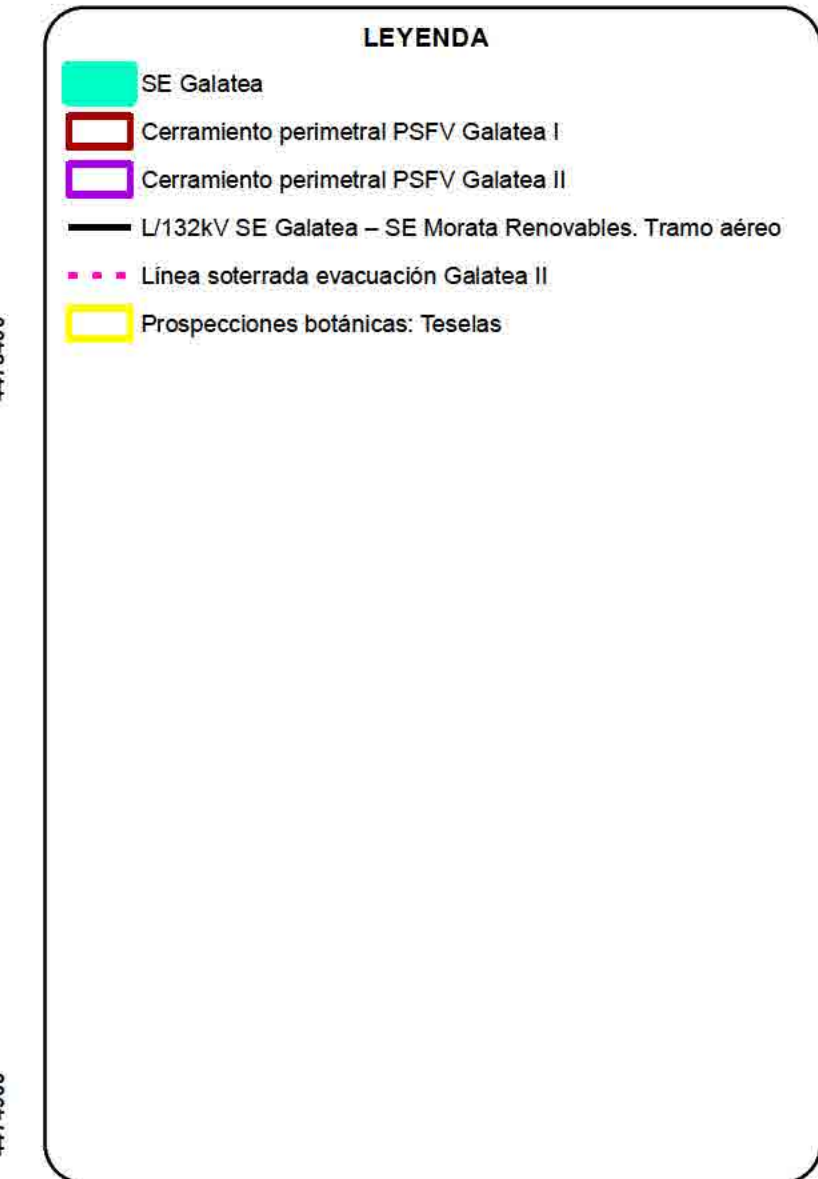 LEYENDA
SE Galatea
Cerramiento perimetral PSFV Galatea I
Cerramiento perimetral PSFV Galatea II
L/132kV SE Galatea – SE Morata Renovables. Tramo aéreo
Línea soterrada evacuación Galatea II
Prospecciones botánicas: Teselas